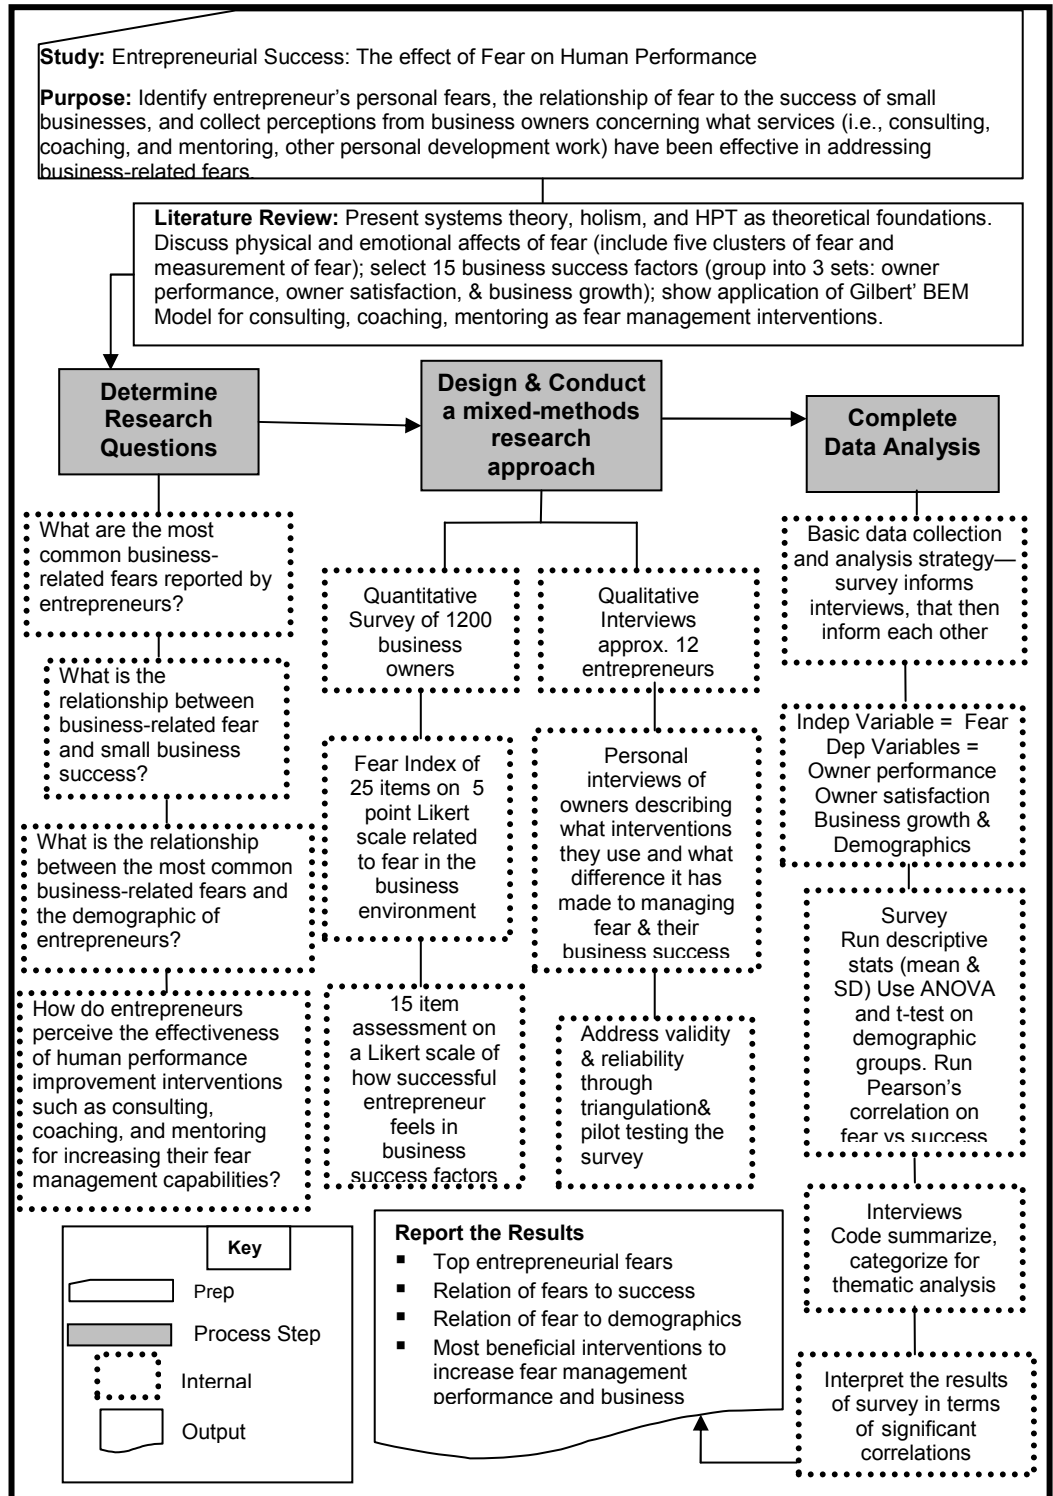 Study: Entrepreneurial Success: The effect of Fear on Human Performance
Purpose: Identify entrepreneur's personal fears, the relationship of fear to the success of small
businesses, and collect perceptions from business owners concerning what services (i.e., consulting,
coaching, and mentoring, other personal development work) have been effective in addressing
business-related fears.
Literature Review: Present systems theory, holism, and HPT as theoretical foundations.
Discuss physical and emotional affects of fear (include five clusters of fear and
measurement of fear); select 15 business success factors (group into 3 sets: owner
performance, owner satisfaction, & business growth); show application of Gilbert' BEM
Model for consulting, coaching, mentoring as fear management interventions.
Determine
Research
Questions
What are the most
common business-
related fears reported by
entrepreneurs?
What is the
relationship between
business-related fear
and small business
success?
What is the relationship
between the most common
business-related fears and
the demographic of
entrepreneurs?
How do entrepreneurs
perceive the effectiveness
of human performance
improvement interventions
such as consulting,
coaching, and mentoring
for increasing their fear
management capabilities?
Design & Conduct
a mixed-methods
research
approach
Quantitative
Survey of 1200
business
owners
Fear Index of
25 items on 5
point Likert
scale related
to fear in the
business
environment
15 item
assessment on
a Likert scale of
how successful
entrepreneur
feels in
business
success factors
Qualitative
Interviews
approx. 12
entrepreneurs
Personal
interviews of
owners describing
what interventions
they use and what
difference it has
made to managing
fear & their
business success
Address validity
& reliability
through
triangulation&
pilot testing the
survey
Complete
Data Analysis
Basic data collection
and analysis strategy—
survey informs
interviews, that then
inform each other
Indep Variable = Fear
Dep Variables =
Owner performance
Owner satisfaction
Business growth &
Demographics
Survey
Run descriptive
stats (mean &
SD) Use ANOVA
and t-test on
demographic
groups. Run
Pearson's
correlation on
fear vs success
Interviews
Code summarize,
categorize for
thematic analysis
Interpret the results
of survey in terms
of significant
correlations
Report the Results
▪ Top entrepreneurial fears
▪ Relation of fears to success
▪ Relation of fear to demographics
▪ Most beneficial interventions to
increase fear management
performance and business
Key
Prep
Process Step
Internal
Output